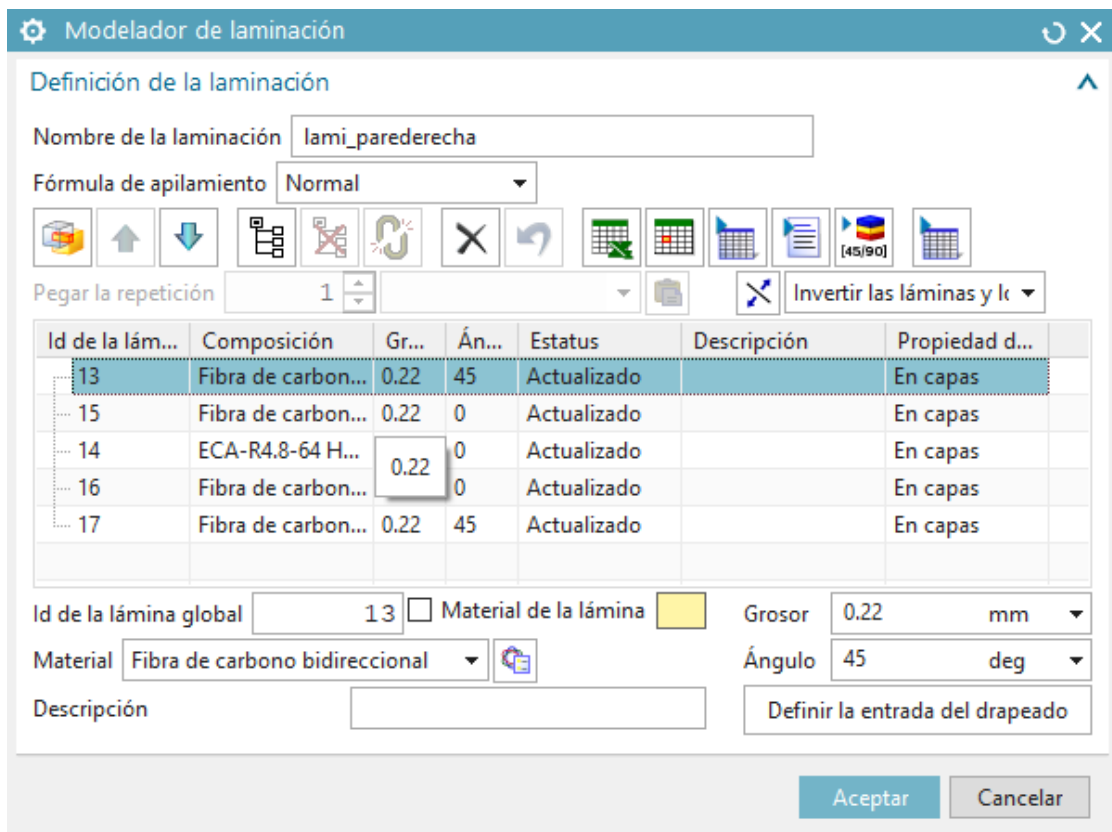 Modelador de laminación
Definición de la laminación
Nombre de la laminación lami_parederecha
Fórmula de apilamiento Normal
[45/90]
Pegar la repetición 1 Invertir las láminas y lo
Id de la lám... Composición Gr... Án... Estatus Descripción Propiedad d...
13 Fibra de carbon... 0.22 45 Actualizado En capas
15 Fibra de carbon... 0.22 0 Actualizado En capas
14 ECA-R4.8-64 H... 0 Actualizado En capas
0.22
16 Fibra de carbon... 0 Actualizado En capas
17 Fibra de carbon... 0.22 45 Actualizado En capas
Id de la lámina global 13 Material de la lámina Grosor 0.22 mm
Material Fibra de carbono bidireccional Ángulo 45 deg
Descripción Definir la entrada del drapeado
Aceptar Cancelar